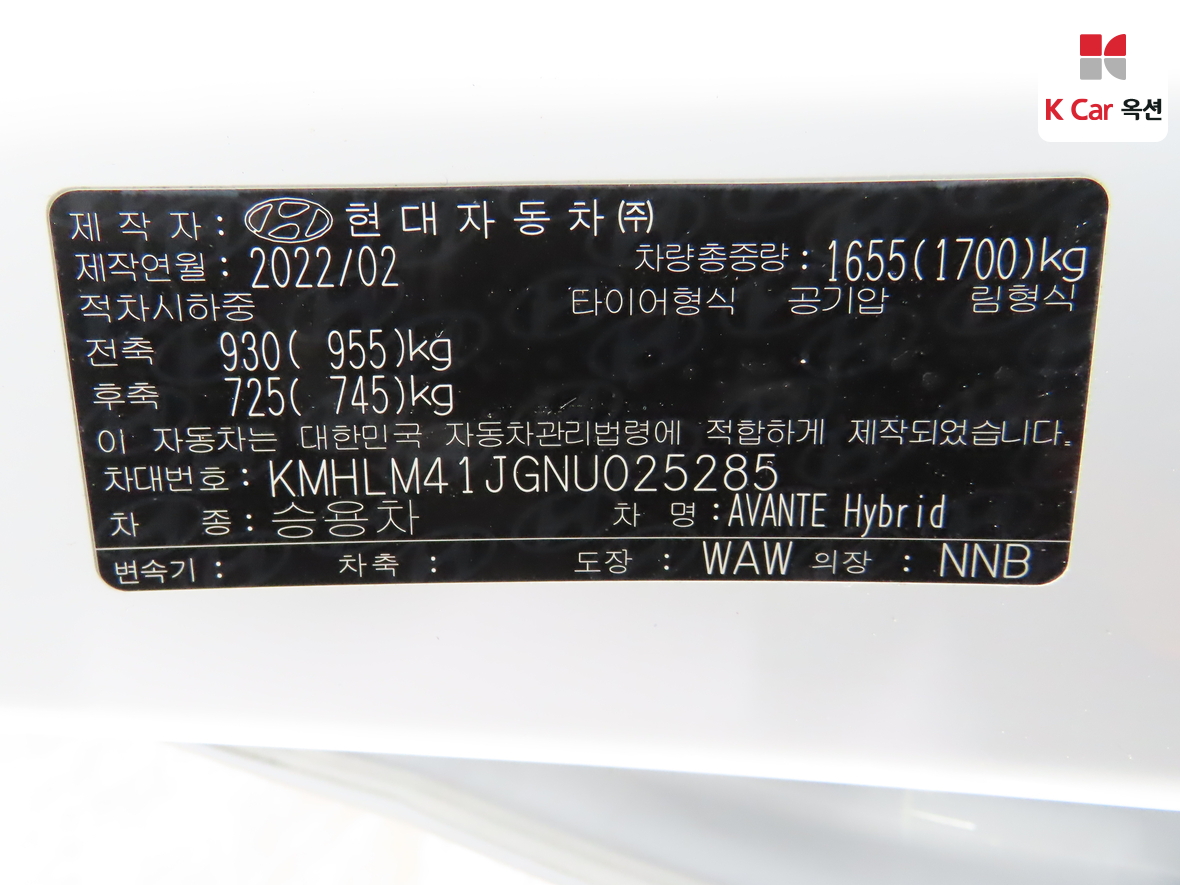 K Car 옥션
제 작 자 : 현 대 자 동 차 ㈜
제작연월 : 2022/02 차량총중량 : 1655(1700)kg
적차시하중 타이어형식 공기압 림형식
전축 930( 955)kg
후축 725( 745)kg
이 자동차는 대한민국 자동차관리법령에 적합하게 제작되었습니다.
차대번호 : KMHLM41JGNU025285
차 종 : 승용차 차 명 : AVANTE Hybrid
변속기 : 차축 : 도장 : WAW 의장 : NNB